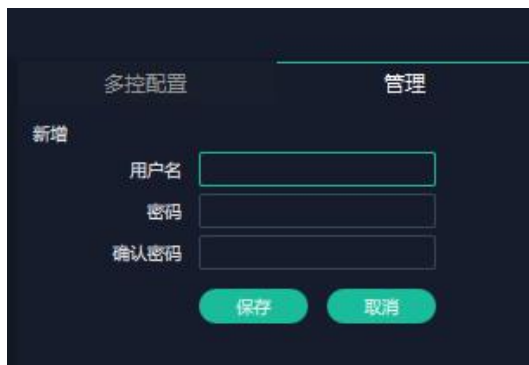 多控配置 管理
新增
用户名
密码
确认密码
保存 取消